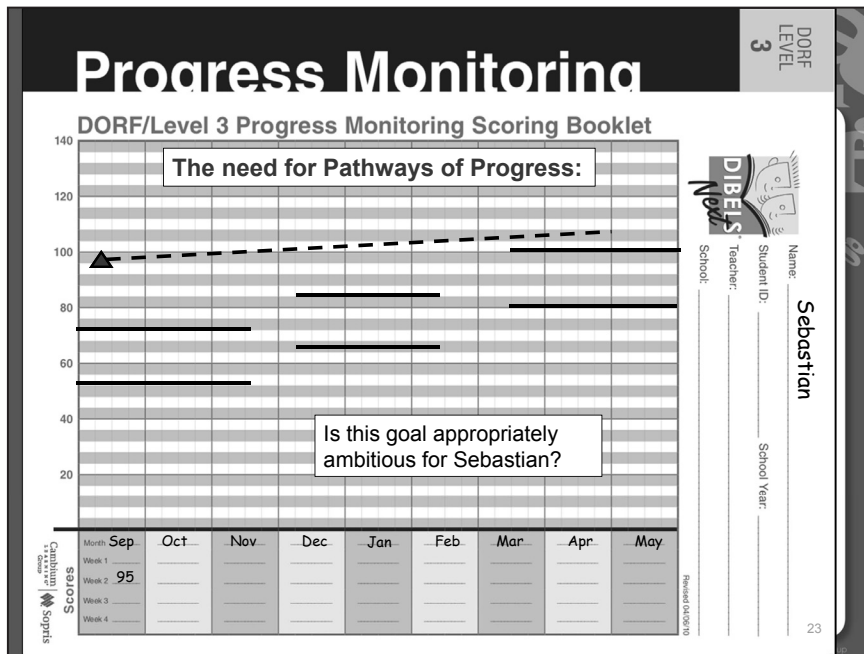 Progress Monitoring
DORF
LEVEL
3
DORF/Level 3 Progress Monitoring Scoring Booklet
The need for Pathways of Progress:
140
120
100
80
60
40
20
Is this goal appropriately
ambitious for Sebastian?
Month Sep Oct Nov Dec Jan Feb Mar Apr May
Week 1
Week 2 95
Week 3
Week 4
Scores
Cambium
LEARNING
Group
Sopris
DIBELS
Next
Name: Sebastian
Student ID:
School Year:
Teacher:
School:
Revised 04/06/10
23
up